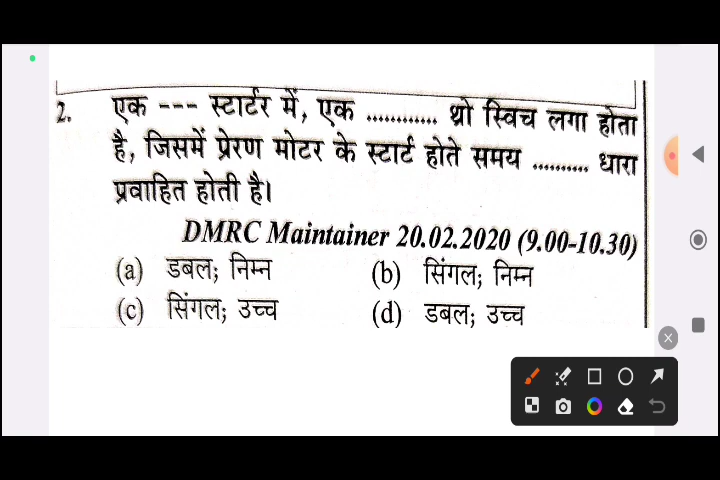 2. एक --- स्टार्टर में, एक ............ थ्रो स्विच लगा होता
है, जिसमें प्रेरण मोटर के स्टार्ट होते समय .......... धारा
प्रवाहित होती है।
DMRC Maintainer 20.02.2020 (9.00-10.30)
(a) डबल; निम्न (b) सिंगल; निम्न
(c) सिंगल; उच्च (d) डबल; उच्च